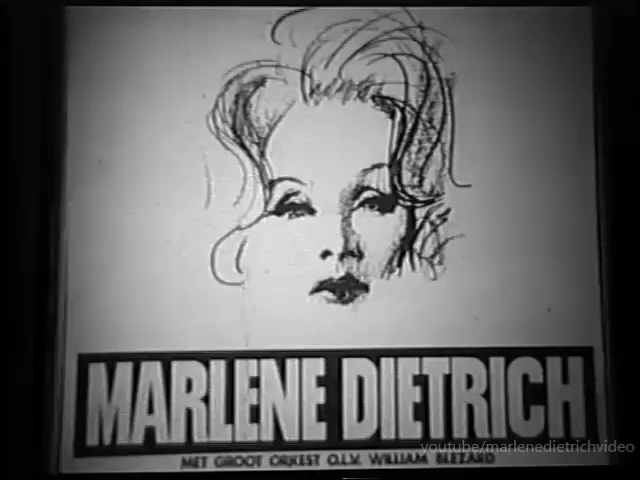 MARLENE DIETRICH
youtube/marlenedietrichvideo
MET GROOT ORKEST O.L.V. WILLIAM BLEZARD